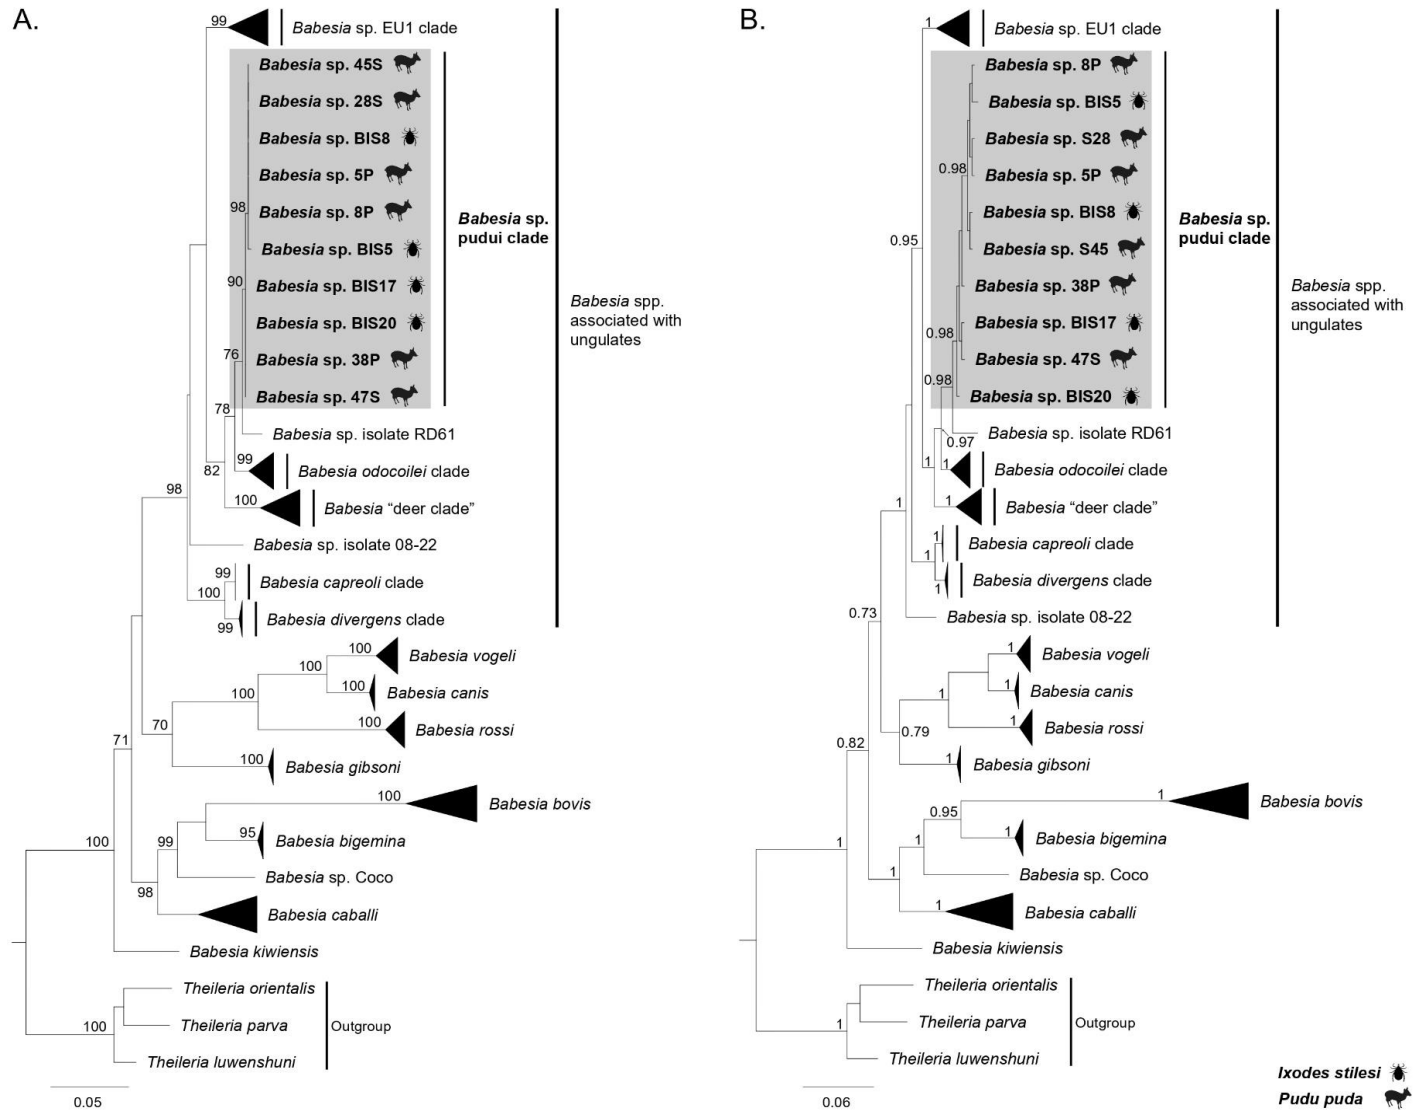 A.
99
Babesia sp. EU1 clade
Babesia sp. 45S
Babesia sp. 28S
Babesia sp. BIS8
Babesia sp. 5P
98
Babesia sp. 8P
Babesia sp. pudui clade
Babesia sp. BIS5
90
Babesia sp. BIS17
Babesia spp.
associated with
ungulates
Babesia sp. BIS20
76
Babesia sp. 38P
Babesia sp. 47S
78
Babesia sp. isolate RD61
99
82
Babesia odocoilei clade
98
100
Babesia “deer clade”
Babesia sp. isolate 08-22
99
Babesia capreoli clade
100
99
Babesia divergens clade
100
Babesia vogeli
100
100
100
Babesia canis
100
Babesia rossi
70
71
100
Babesia gibsoni
100
Babesia bovis
100
99
95
Babesia bigemina
Babesia sp. Coco
98
Babesia caballi
Babesia kiwiensis
Theileria orientalis
100
Theileria parva
Outgroup
Theileria luwenshuni
0.05
B.
1
Babesia sp. EU1 clade
Babesia sp. 8P
Babesia sp. BIS5
Babesia sp. S28
0.98
Babesia sp. 5P
Babesia sp. BIS8
Babesia sp.
pudui clade
0.95
Babesia sp. S45
Babesia sp. 38P
Babesia spp.
associated with
ungulates
Babesia sp. BIS17
0.98
Babesia sp. 47S
0.98
Babesia sp. BIS20
Babesia sp. isolate RD61
0.97
1
1
Babesia odocoilei clade
1
1
Babesia “deer clade”
1
Babesia capreoli clade
1
1
Babesia divergens clade
0.73
Babesia sp. isolate 08-22
1
Babesia vogeli
1
1
Babesia canis
1
Babesia rossi
0.79
0.82
1
Babesia gibsoni
1
Babesia bovis
0.95
1
1
1
Babesia bigemina
1
Babesia sp. Coco
1
Babesia caballi
Babesia kiwiensis
Theileria orientalis
1
Theileria parva
Outgroup
Theileria luwenshuni
0.06
Ixodes stilesi
Pudu puda